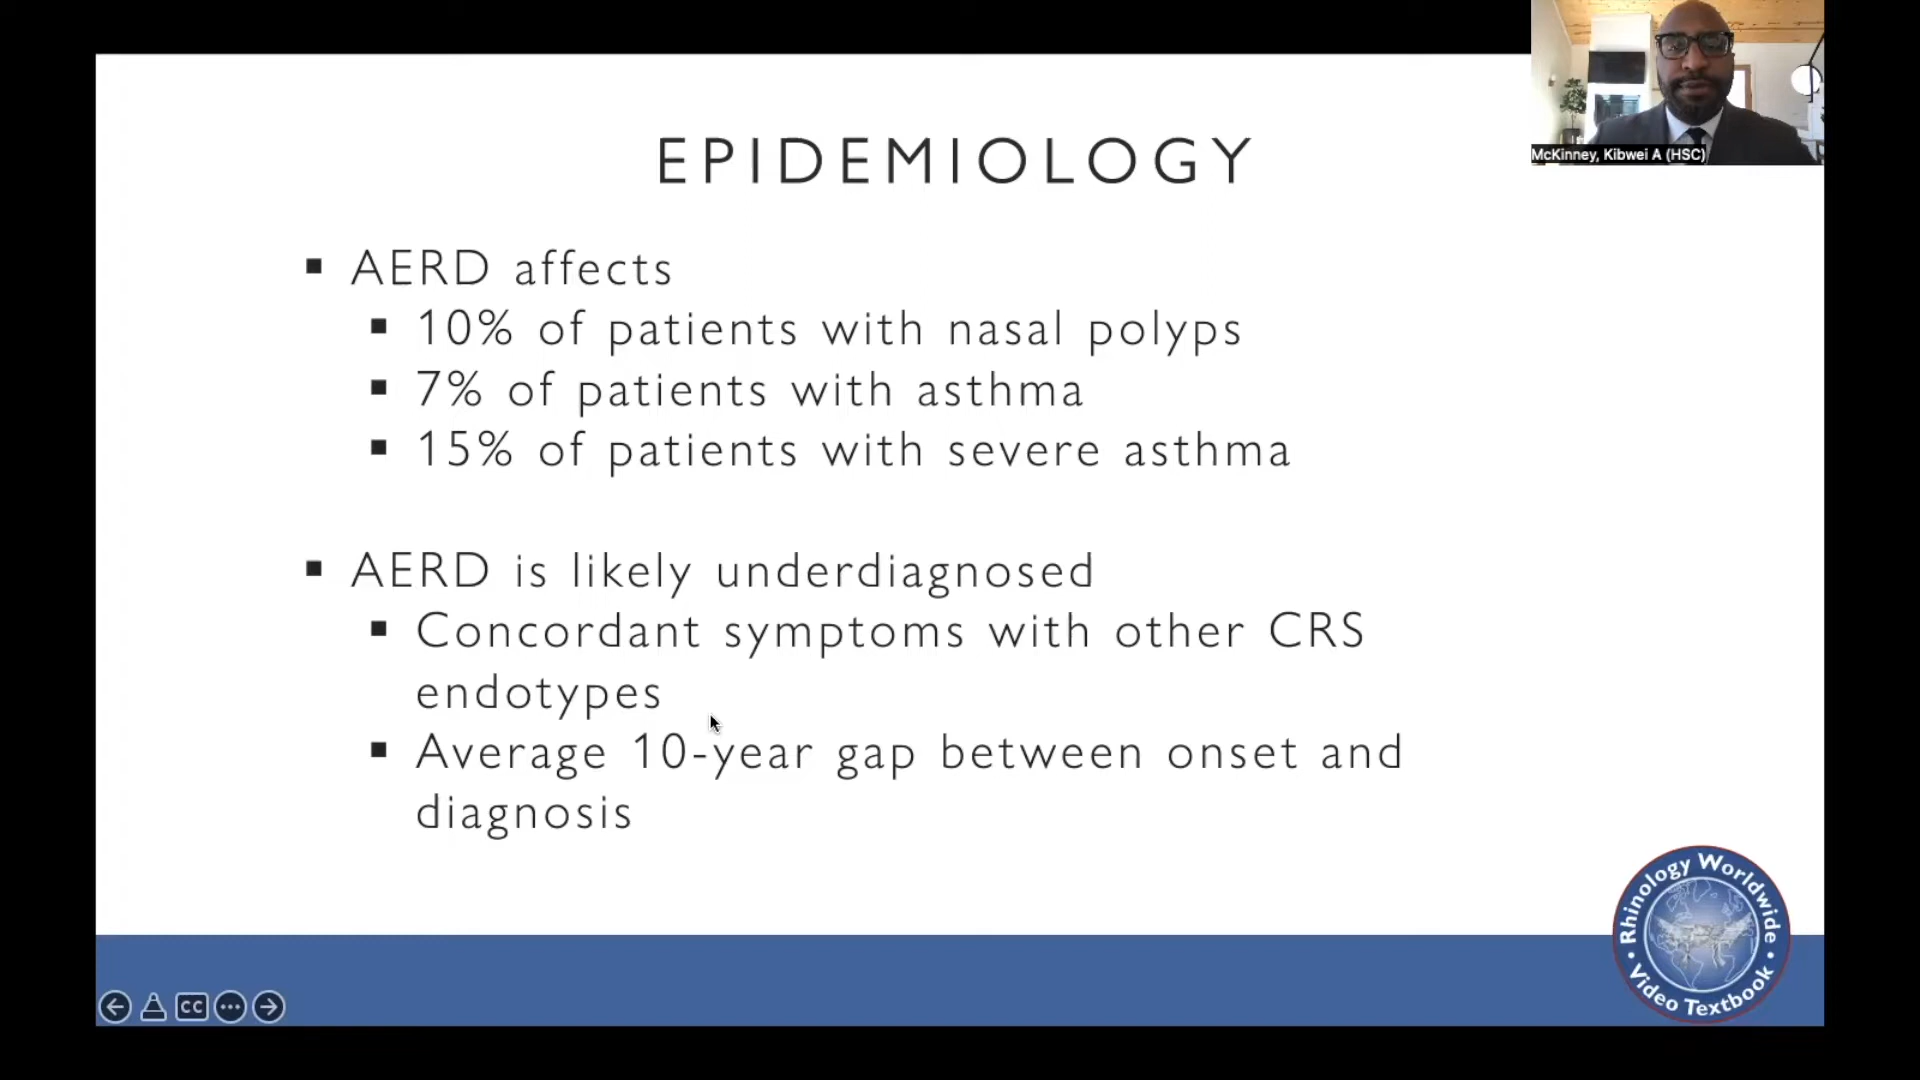 McKinney, Kibwei A (HSC)
EPIDEMIOLOGY
▪ AERD affects
▪ 10% of patients with nasal polyps
▪ 7% of patients with asthma
▪ 15% of patients with severe asthma
▪ AERD is likely underdiagnosed
▪ Concordant symptoms with other CRS
endotypes
▪ Average 10-year gap between onset and
diagnosis
Rhinology Worldwide
• Video Textbook •
CC